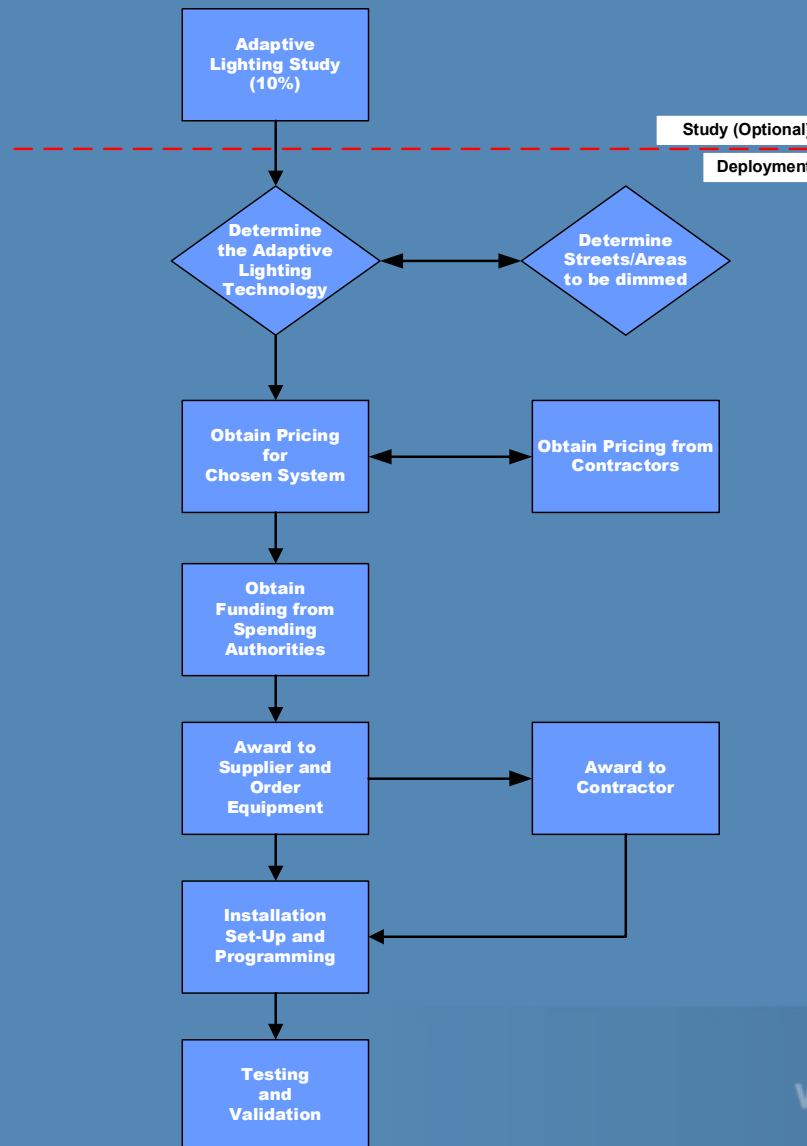 Adaptive
Lighting Study
(10%)
Study (Optional)
Deployment
Determine
the Adaptive
Lighting
Technology
Determine
Streets/Areas
to be dimmed
Obtain Pricing
for
Chosen System
Obtain Pricing from
Contractors
Obtain
Funding from
Spending
Authorities
Award to
Supplier and
Order
Equipment
Award to
Contractor
Installation
Set-Up and
Programming
Testing
and
Validation